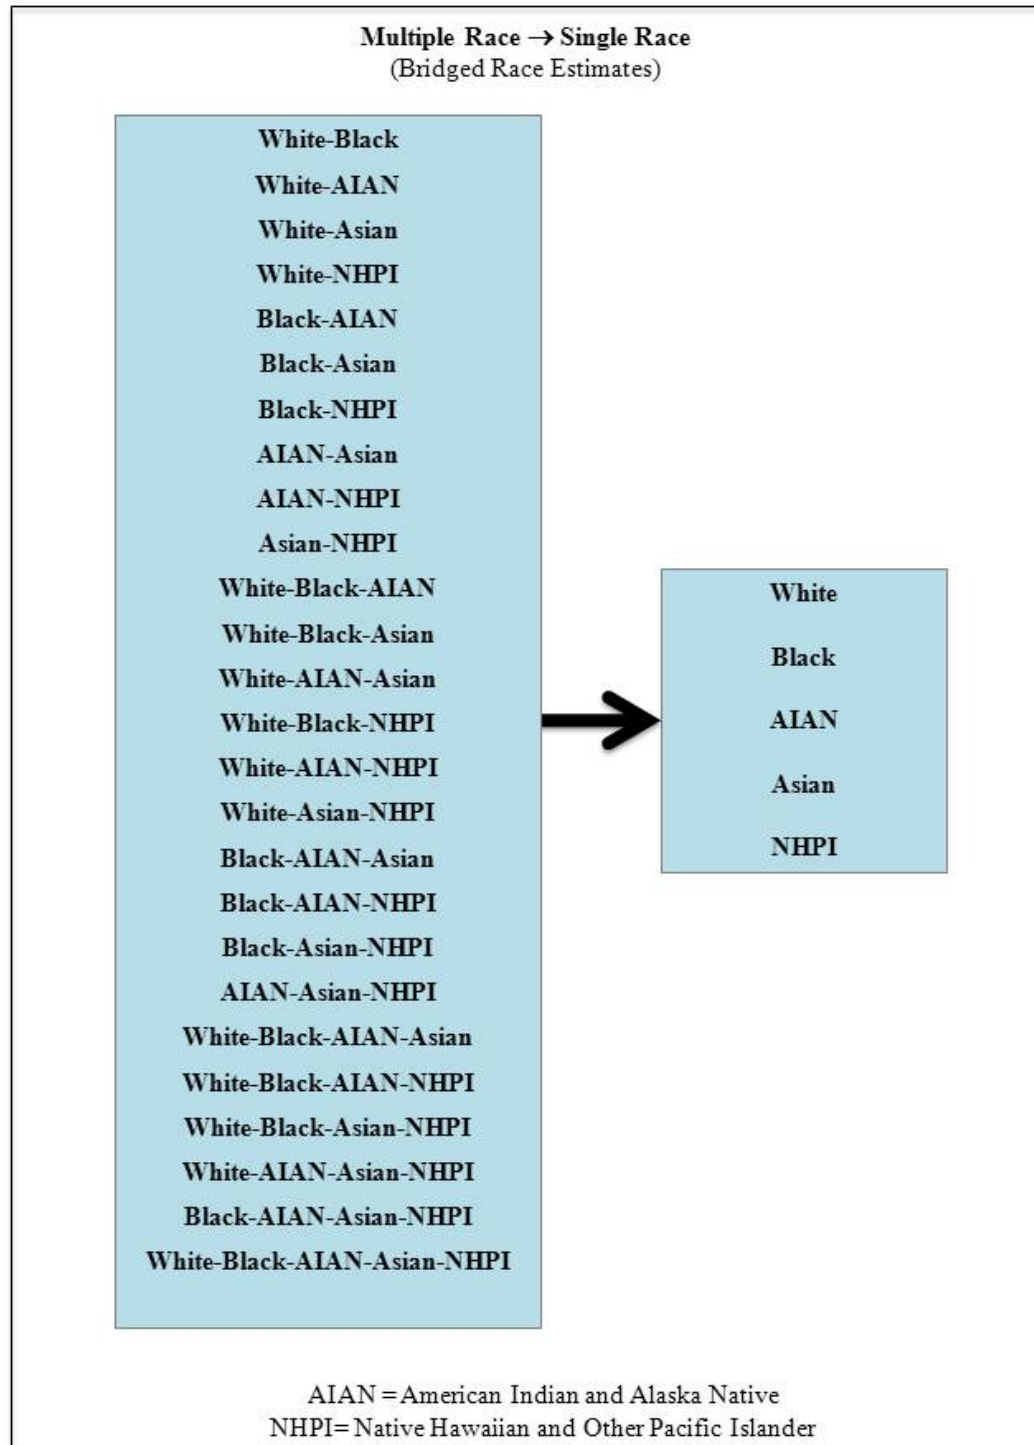 Multiple Race → Single Race
(Bridged Race Estimates)
White-Black
White-AIAN
White-Asian
White-NHPI
Black-AIAN
Black-Asian
Black-NHPI
AIAN-Asian
AIAN-NHPI
Asian-NHPI
White-Black-AIAN
White-Black-Asian
White-AIAN-Asian
White-Black-NHPI
White-AIAN-NHPI
White-Asian-NHPI
Black-AIAN-Asian
Black-AIAN-NHPI
Black-Asian-NHPI
AIAN-Asian-NHPI
White-Black-AIAN-Asian
White-Black-AIAN-NHPI
White-Black-Asian-NHPI
White-AIAN-Asian-NHPI
Black-AIAN-Asian-NHPI
White-Black-AIAN-Asian-NHPI
White
Black
AIAN
Asian
NHPI
AIAN = American Indian and Alaska Native
NHPI= Native Hawaiian and Other Pacific Islander